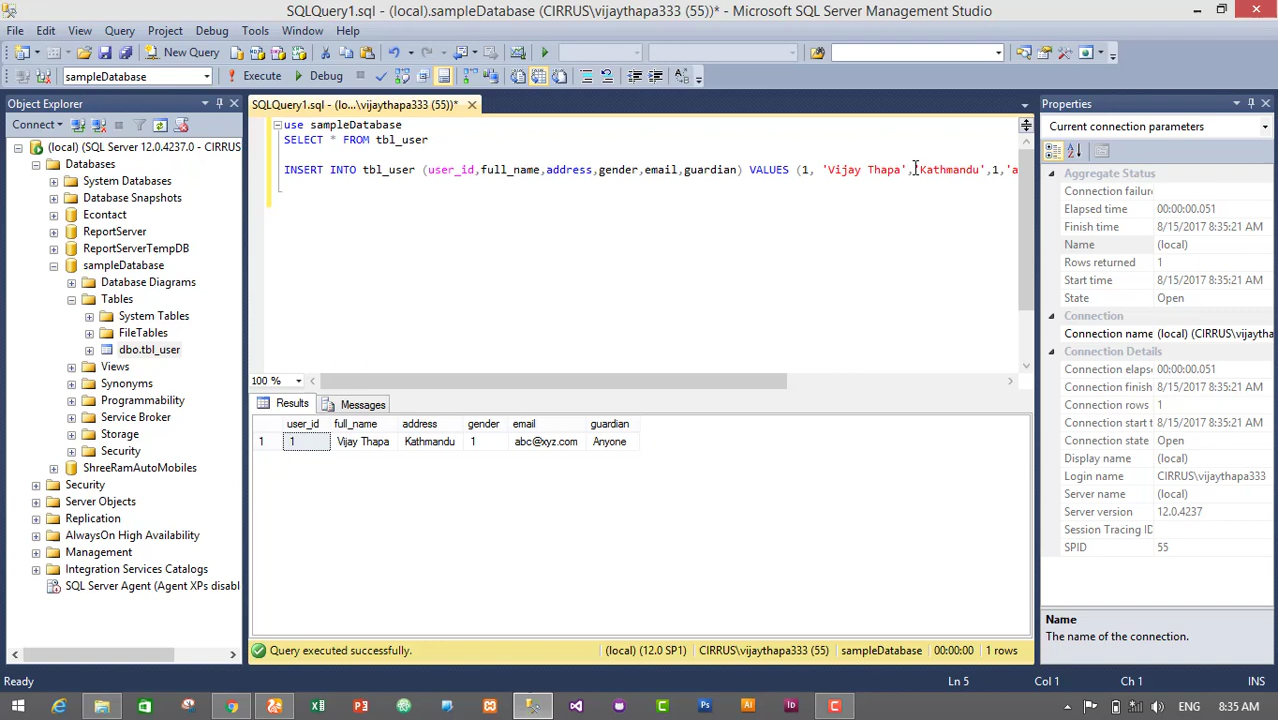 SQLQuery1.sql - (local).sampleDatabase (CIRRUS\vijaythapa333 (55))* - Microsoft SQL Server Management Studio
File Edit View Query Project Debug Tools Window Help
New Query
sampleDatabase Execute Debug
Object Explorer
Connect
(local) (SQL Server 12.0.4237.0 - CIRRUS
Databases
System Databases
Database Snapshots
Econtact
ReportServer
ReportServerTempDB
sampleDatabase
Database Diagrams
Tables
System Tables
FileTables
dbo.tbl_user
Views
Synonyms
Programmability
Service Broker
Storage
Security
ShreeRamAutoMobiles
Security
Server Objects
Replication
AlwaysOn High Availability
Management
Integration Services Catalogs
SQL Server Agent (Agent XPs disabl
SQLQuery1.sql - (lo...\vijaythapa333 (55))*
use sampleDatabase
SELECT * FROM tbl_user
INSERT INTO tbl_user (user_id,full_name,address,gender,email,guardian) VALUES (1, 'Vijay Thapa','Kathmandu',1,'a
100 %
Results Messages
user_id full_name address gender email guardian
1 1 Vijay Thapa Kathmandu 1 abc@xyz.com Anyone
Query executed successfully. (local) (12.0 SP1) CIRRUS\vijaythapa333 (55) sampleDatabase 00:00:00 1 rows
Properties
Current connection parameters
Aggregate Status
Connection failure
Elapsed time 00:00:00.051
Finish time 8/15/2017 8:35:21 AM
Name (local)
Rows returned 1
Start time 8/15/2017 8:35:21 AM
State Open
Connection
Connection name (local) (CIRRUS\vijaytha
Connection Details
Connection elaps 00:00:00.051
Connection finish 8/15/2017 8:35:21 AM
Connection rows 1
Connection start t 8/15/2017 8:35:21 AM
Connection state Open
Display name (local)
Login name CIRRUS\vijaythapa333
Server name (local)
Server version 12.0.4237
Session Tracing ID
SPID 55
Name
The name of the connection.
Ready Ln 5 Col 1 Ch 1 INS
ENG 8:35 AM